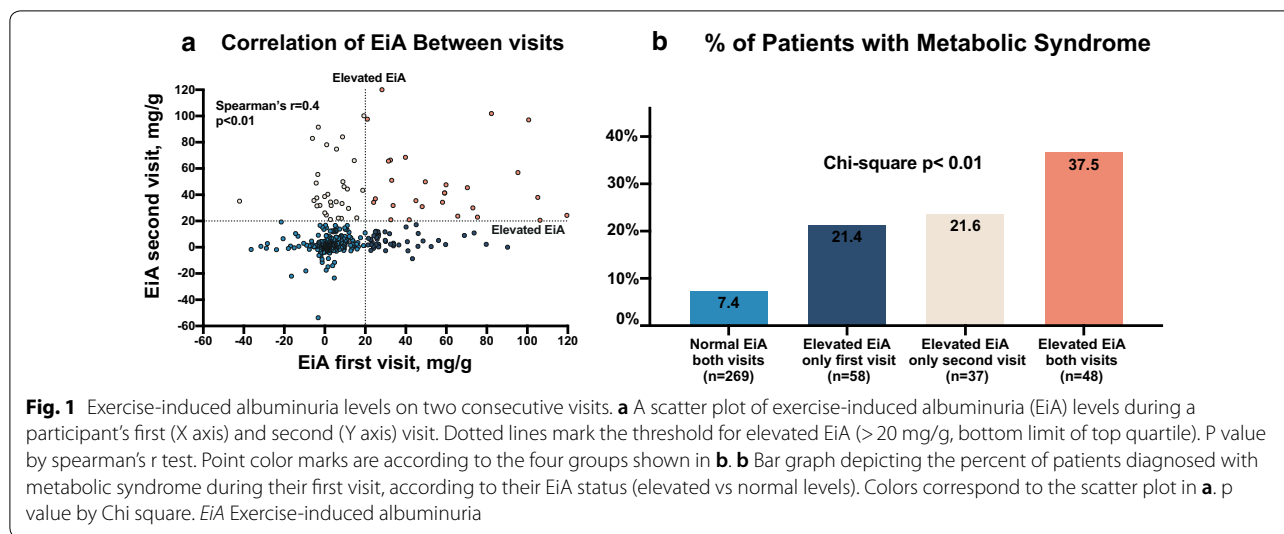 a Correlation of EiA Between visits
Elevated EiA
Spearman's r=0.4
p<0.01
120
100
80
60
40
20
0
-20
-40
-60
EiA second visit, mg/g
Elevated EiA
-60 -40 -20 0 20 40 60 80 100 120
EiA first visit, mg/g
b % of Patients with Metabolic Syndrome
40%
30%
20%
10%
0%
Chi-square p< 0.01
7.4
21.4
21.6
37.5
Normal EiA
both visits
(n=269)
Elevated EiA
only first visit
(n=58)
Elevated EiA
only second visit
(n=37)
Elevated EiA
both visits
(n=48)
Fig. 1 Exercise-induced albuminuria levels on two consecutive visits. a A scatter plot of exercise-induced albuminuria (EiA) levels during a
participant's first (X axis) and second (Y axis) visit. Dotted lines mark the threshold for elevated EiA (> 20 mg/g, bottom limit of top quartile). P value
by spearman's r test. Point color marks are according to the four groups shown in b. b Bar graph depicting the percent of patients diagnosed with
metabolic syndrome during their first visit, according to their EiA status (elevated vs normal levels). Colors correspond to the scatter plot in a. p
value by Chi square. EiA Exercise-induced albuminuria